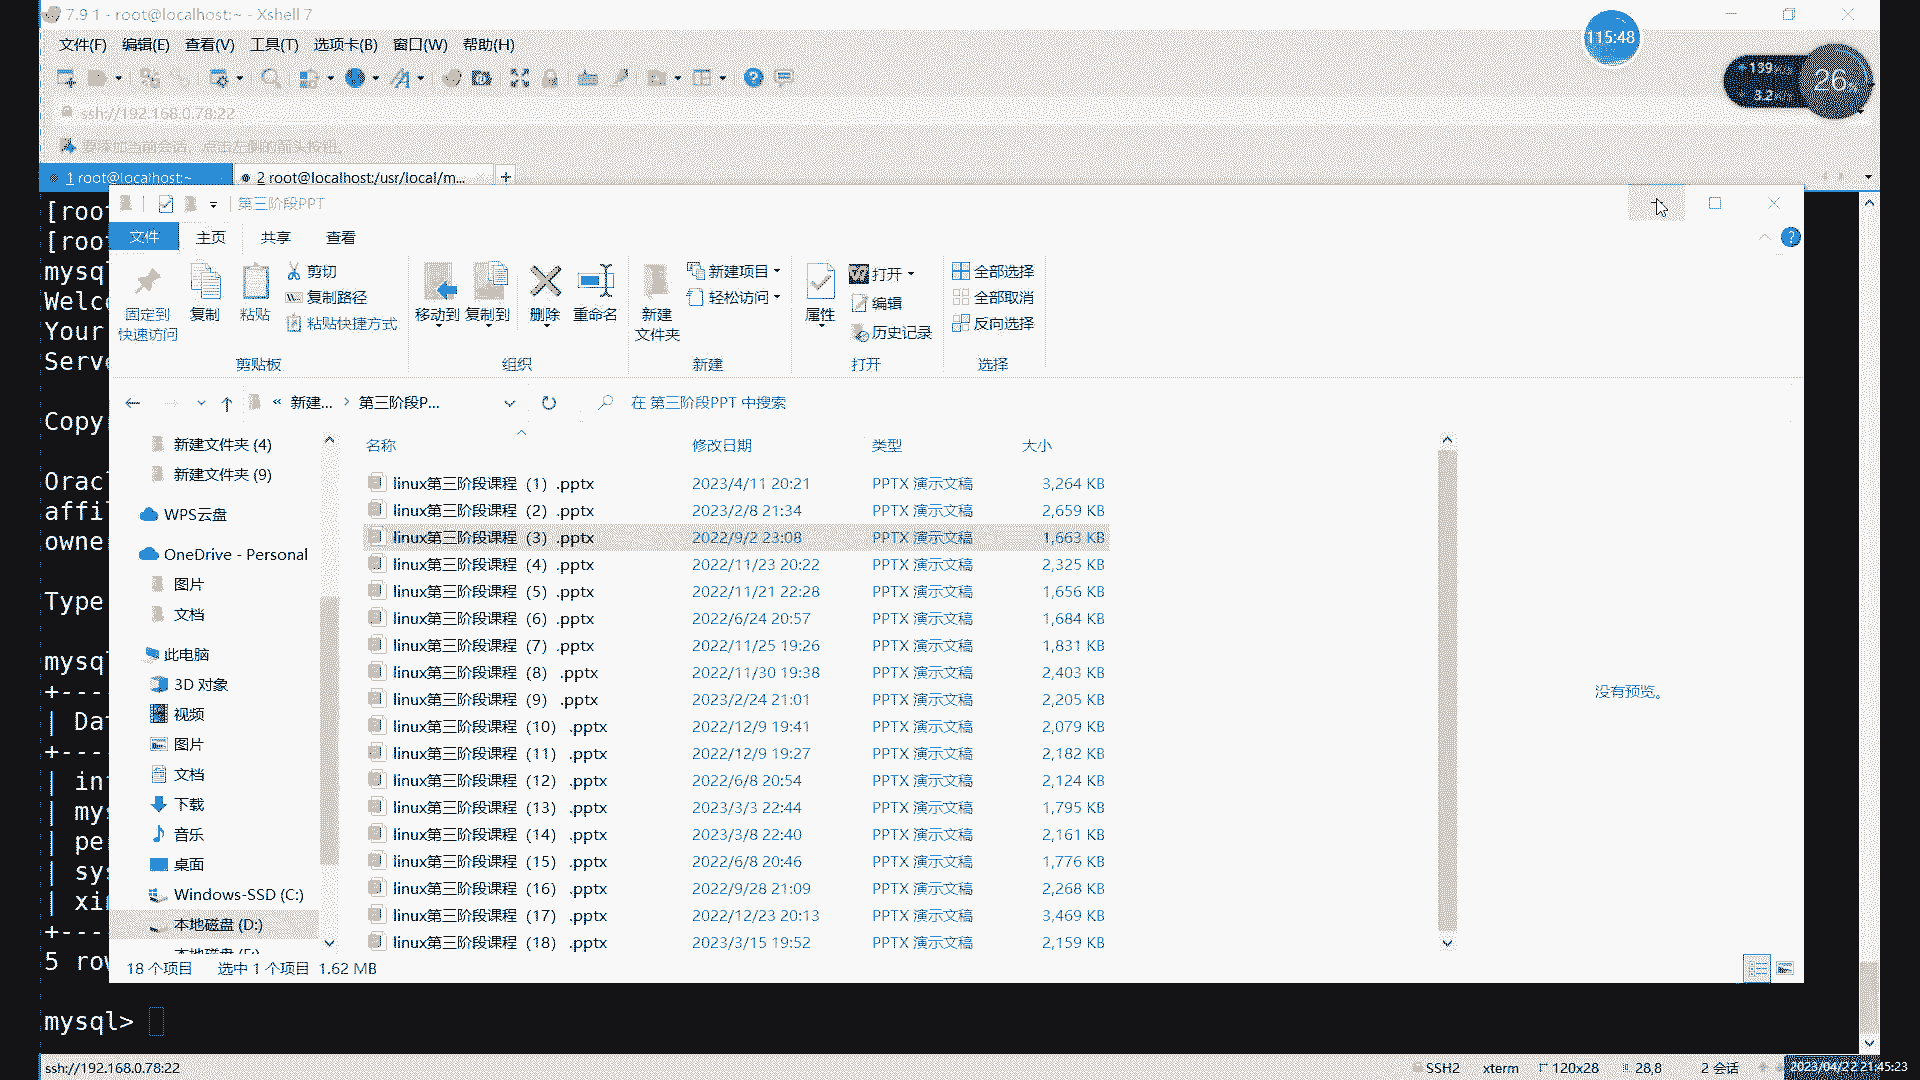 7.9 1 - root@localhost:~ - Xshell 7
文件(F) 编辑(E) 查看(V) 工具(T) 选项卡(B) 窗口(W) 帮助(H)
115:48
139
3.2
26
ssh://192.168.0.78:22
要添加当前会话，点击左侧的箭头按钮。
1 root@localhost:~
2 root@localhost:/usr/local/m...
第三阶段PPT
文件 主页 共享 查看
固定到快速访问
复制
粘贴
剪切
复制路径
粘贴快捷方式
剪贴板
移动到 复制到 删除 重命名
组织
新建文件夹
新建项目
轻松访问
新建
属性
打开
编辑
历史记录
打开
全部选择
全部取消
反向选择
选择
« 新建... › 第三阶段P...
在 第三阶段PPT 中搜索
新建文件夹 (4)
新建文件夹 (9)
WPS云盘
OneDrive - Personal
图片
文档
此电脑
3D 对象
视频
图片
文档
下载
音乐
桌面
Windows-SSD (C:)
本地磁盘 (D:)
名称 修改日期 类型 大小
linux第三阶段课程 (1) .pptx 2023/4/11 20:21 PPTX 演示文稿 3,264 KB
linux第三阶段课程 (2) .pptx 2023/2/8 21:34 PPTX 演示文稿 2,659 KB
linux第三阶段课程 (3) .pptx 2022/9/2 23:08 PPTX 演示文稿 1,663 KB
linux第三阶段课程 (4) .pptx 2022/11/23 20:22 PPTX 演示文稿 2,325 KB
linux第三阶段课程 (5) .pptx 2022/11/21 22:28 PPTX 演示文稿 1,656 KB
linux第三阶段课程 (6) .pptx 2022/6/24 20:57 PPTX 演示文稿 1,684 KB
linux第三阶段课程 (7) .pptx 2022/11/25 19:26 PPTX 演示文稿 1,831 KB
linux第三阶段课程 (8) .pptx 2022/11/30 19:38 PPTX 演示文稿 2,403 KB
linux第三阶段课程 (9) .pptx 2023/2/24 21:01 PPTX 演示文稿 2,205 KB
linux第三阶段课程 (10) .pptx 2022/12/9 19:41 PPTX 演示文稿 2,079 KB
linux第三阶段课程 (11) .pptx 2022/12/9 19:27 PPTX 演示文稿 2,182 KB
linux第三阶段课程 (12) .pptx 2022/6/8 20:54 PPTX 演示文稿 2,124 KB
linux第三阶段课程 (13) .pptx 2023/3/3 22:44 PPTX 演示文稿 1,795 KB
linux第三阶段课程 (14) .pptx 2023/3/8 22:40 PPTX 演示文稿 2,161 KB
linux第三阶段课程 (15) .pptx 2022/6/8 20:46 PPTX 演示文稿 1,776 KB
linux第三阶段课程 (16) .pptx 2022/9/28 21:09 PPTX 演示文稿 2,268 KB
linux第三阶段课程 (17) .pptx 2022/12/23 20:13 PPTX 演示文稿 3,469 KB
linux第三阶段课程 (18) .pptx 2023/3/15 19:52 PPTX 演示文稿 2,159 KB
没有预览。
18 个项目 选中 1 个项目 1.62 MB
[roo
[roo
mysq
Welc
Your
Serv
Copy
Orac
affi
owne
Type
mysq
+---
| Da
+---
| in
| my
| pe
| sy
| xi
+---
5 ro
mysql>
ssh://192.168.0.78:22
SSH2 xterm 120x28 28,8 2 会话
2023/04/22 21:45:23